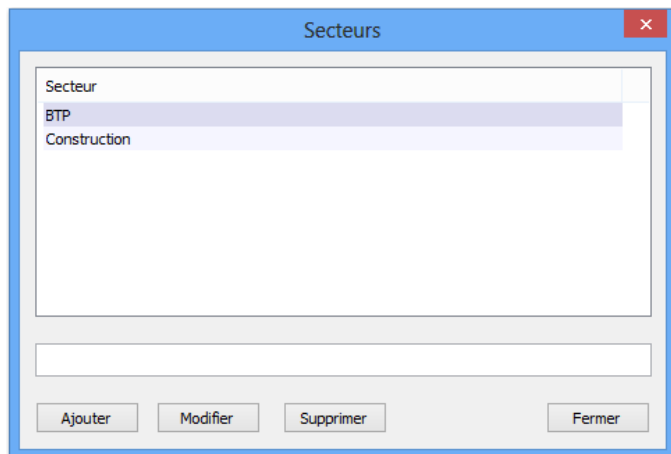 Secteurs
Secteur
BTP
Construction
Ajouter Modifier Supprimer Fermer